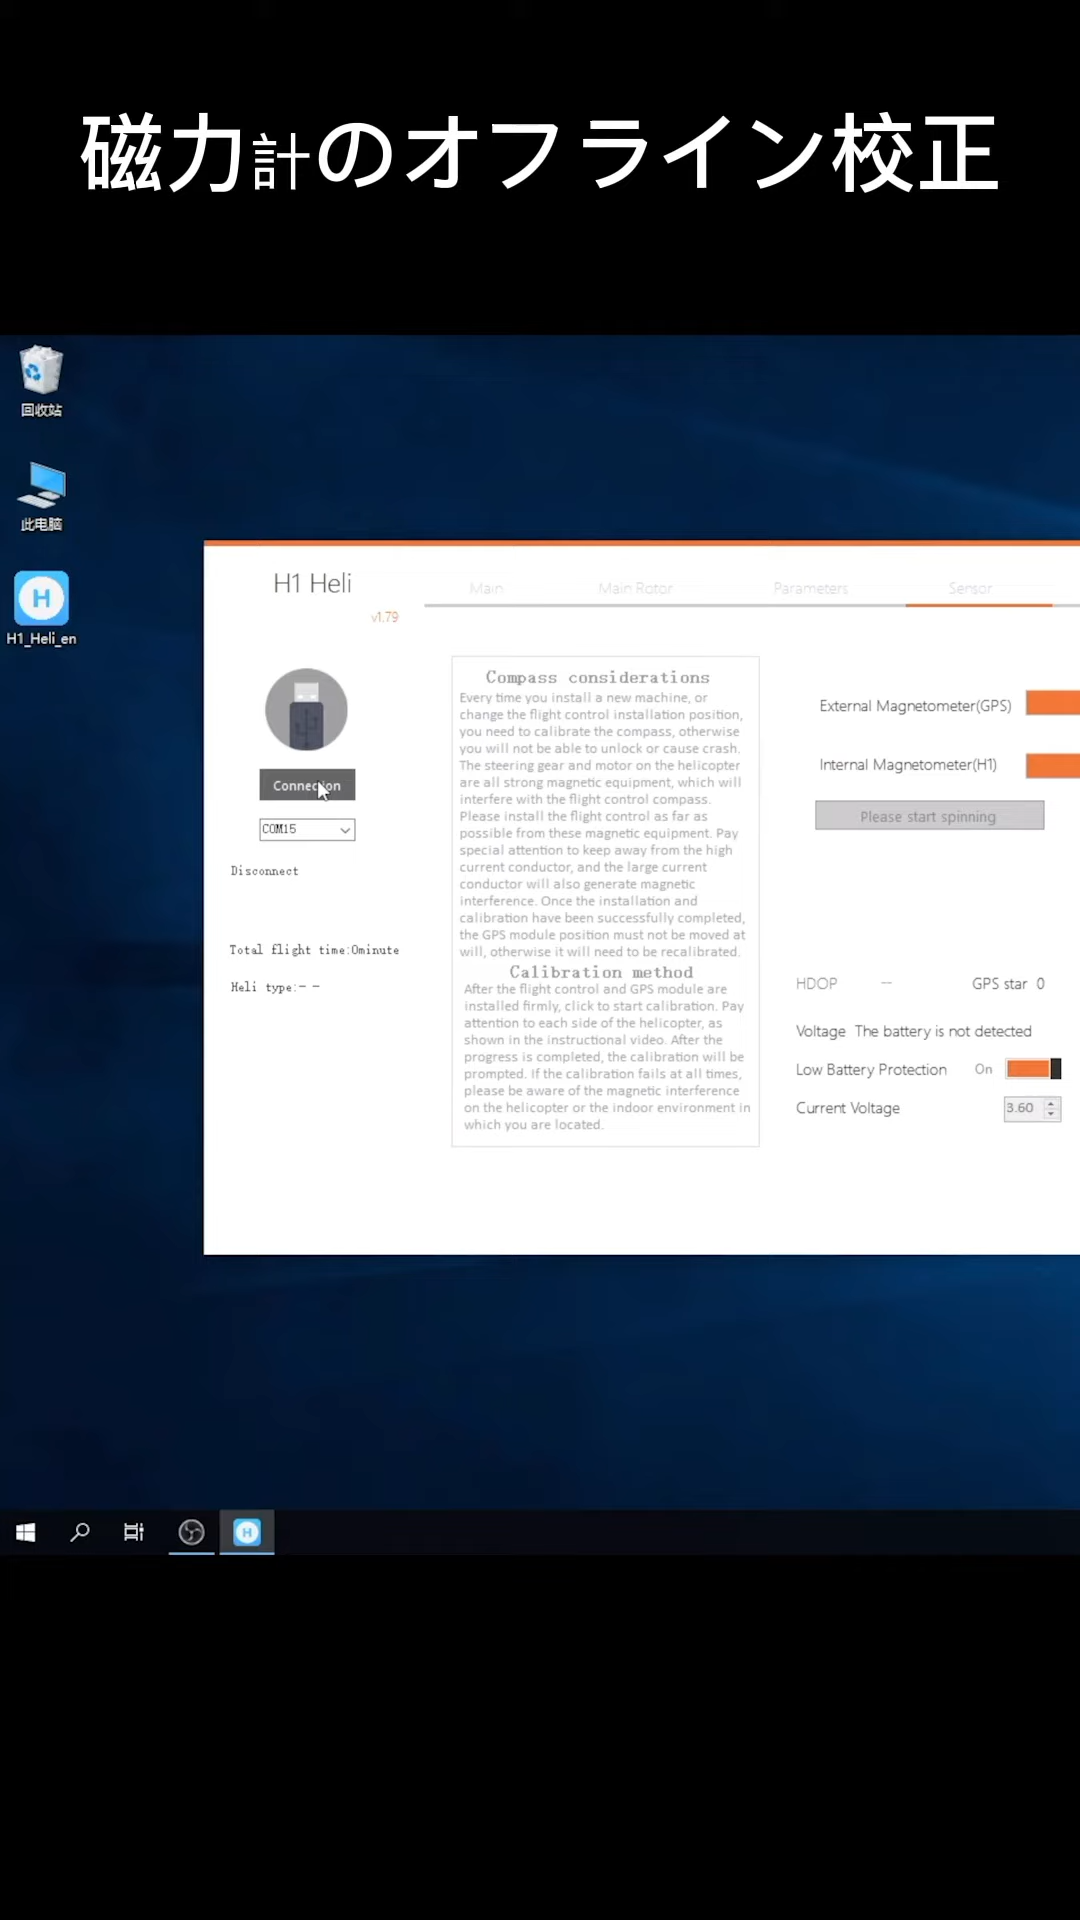 磁力計のオフライン校正
回收站
此电脑
H1_Heli_en
H1 Heli
v1.79
Main
Main Rotor
Parameters
Sensor
Connection
COM15
Disconnect
Total flight time:0minute
Heli type:- -
Compass considerations
Every time you install a new machine, or
change the flight control installation position,
you need to calibrate the compass, otherwise
you will not be able to unlock or cause crash.
The steering gear and motor on the helicopter
are all strong magnetic equipment, which will
interfere with the flight control compass.
Please install the flight control as far as
possible from these magnetic equipment. Pay
special attention to keep away from the high
current conductor, and the large current
conductor will also generate magnetic
interference. Once the installation and
calibration have been successfully completed,
the GPS module position must not be moved at
will, otherwise it will need to be recalibrated.
Calibration method
After the flight control and GPS module are
installed firmly, click to start calibration. Pay
attention to each side of the helicopter, as
shown in the instructional video. After the
progress is completed, the calibration will be
prompted. If the calibration fails at all times,
please be aware of the magnetic interference
on the helicopter or the indoor environment in
which you are located.
External Magnetometer(GPS)
Internal Magnetometer(H1)
Please start spinning
HDOP -- GPS star 0
Voltage The battery is not detected
Low Battery Protection On
Current Voltage 3.60